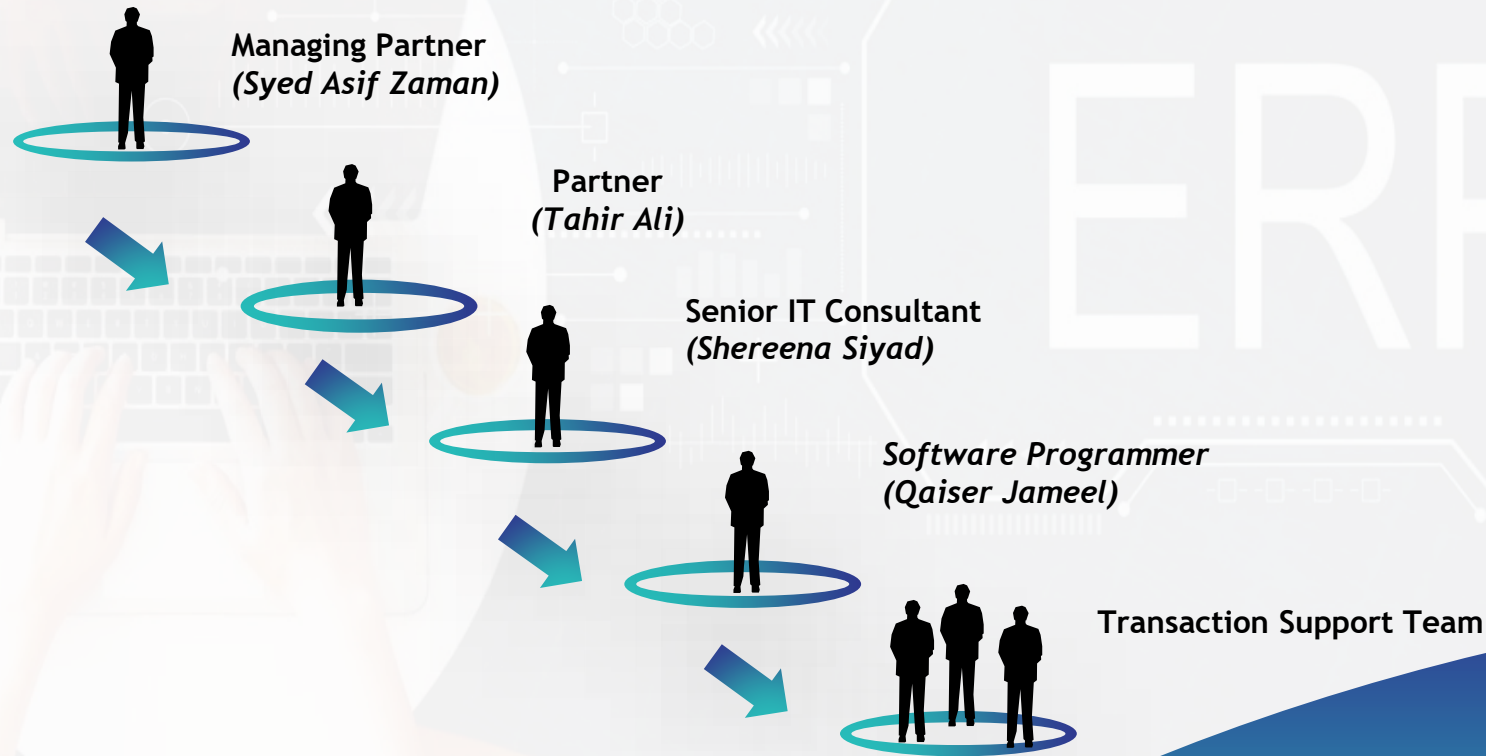 Managing Partner
(Syed Asif Zaman)
ERP
Partner
(Tahir Ali)
Senior IT Consultant
(Shereena Siyad)
Software Programmer
(Qaiser Jameel)
Transaction Support Team